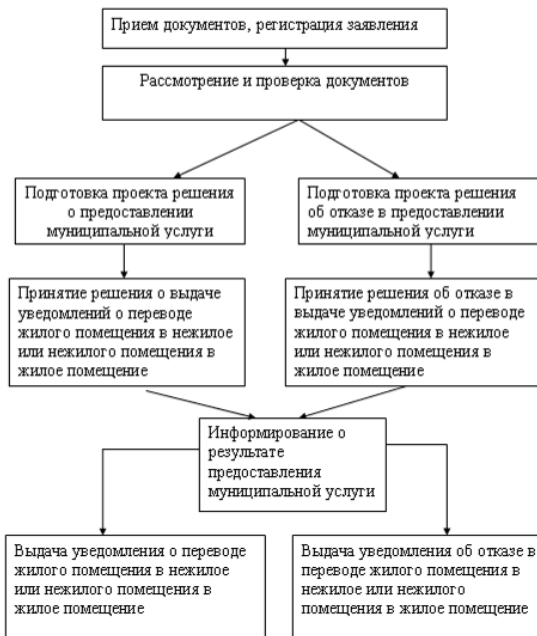 Прием документов, регистрация заявления
Рассмотрение и проверка документов
Подготовка проекта решения
о предоставлении
муниципальной услуги
Подготовка проекта решения
об отказе в предоставлении
муниципальной услуги
Принятие решения о выдаче
уведомлений о переводе
жилого помещения в нежилое
или нежилого помещения в
жилое помещение
Принятие решения об отказе в
выдаче уведомлений о переводе
жилого помещения в нежилое
или нежилого помещения в
жилое помещение
Информирование о
результате
предоставления
муниципальной услуги
Выдача уведомления о переводе
жилого помещения в нежилое
или нежилого помещения в
жилое помещение
Выдача уведомления об отказе в
переводе жилого помещения в
нежилое или нежилого
помещения в жилое помещение